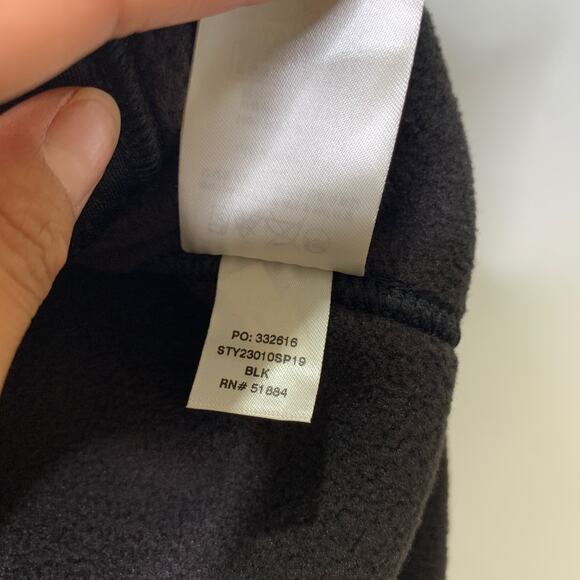 PO: 332616
STY23010SP19
BLK
RN# 51884